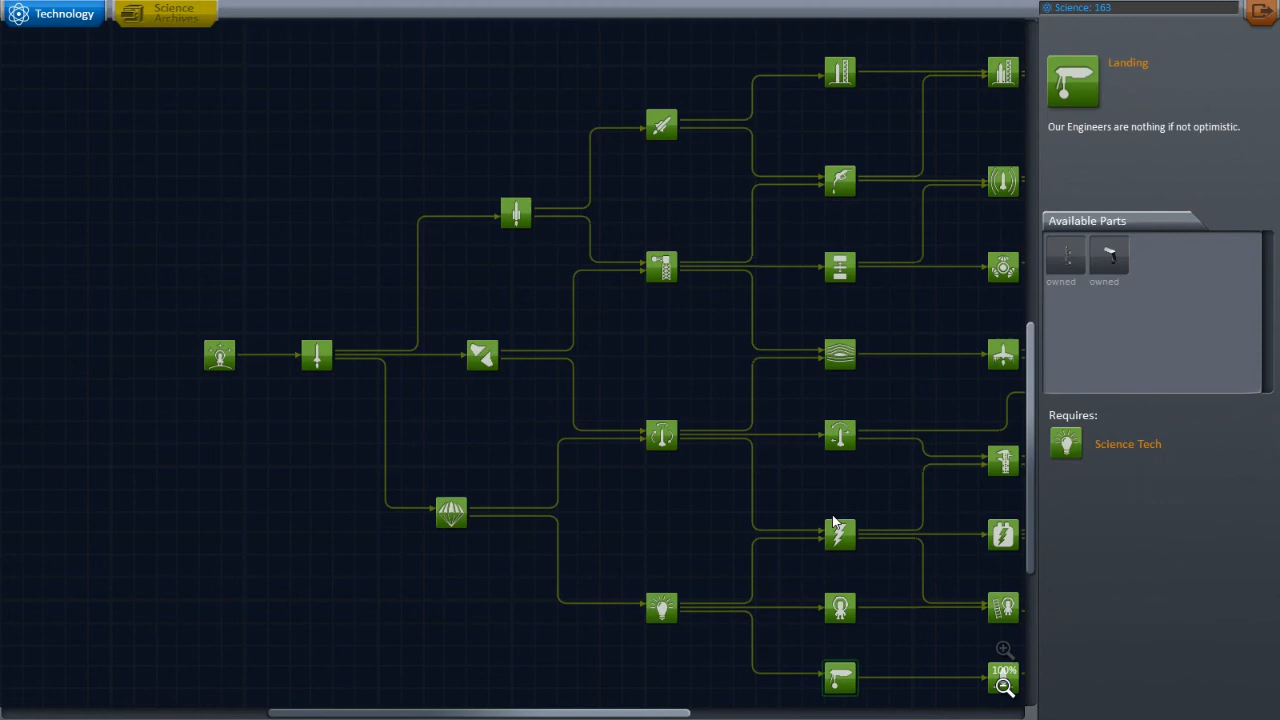 Technology
Science
Archives
Science: 163
Landing
Our Engineers are nothing if not optimistic.
Available Parts
owned owned
Requires:
Science Tech
100%